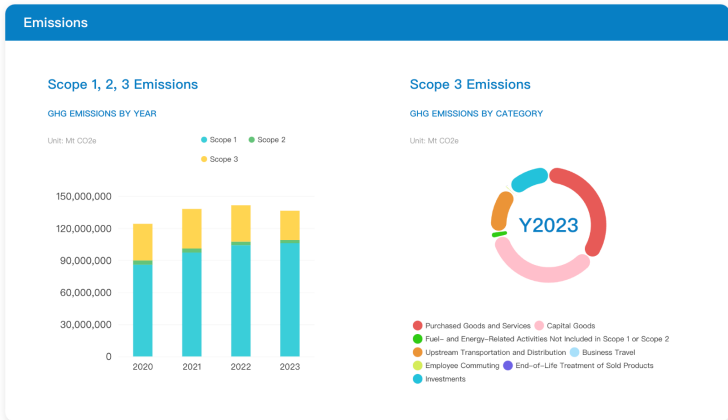 Emissions
Scope 1, 2, 3 Emissions
GHG EMISSIONS BY YEAR
Unit: Mt CO2e
Scope 1
Scope 2
Scope 3
150,000,000
120,000,000
90,000,000
60,000,000
30,000,000
0
2020
2021
2022
2023
Scope 3 Emissions
GHG EMISSIONS BY CATEGORY
Unit: Mt CO2e
Y2023
Purchased Goods and Services
Capital Goods
Fuel- and Energy-Related Activities Not Included in Scope 1 or Scope 2
Upstream Transportation and Distribution
Business Travel
Employee Commuting
End-of-Life Treatment of Sold Products
Investments